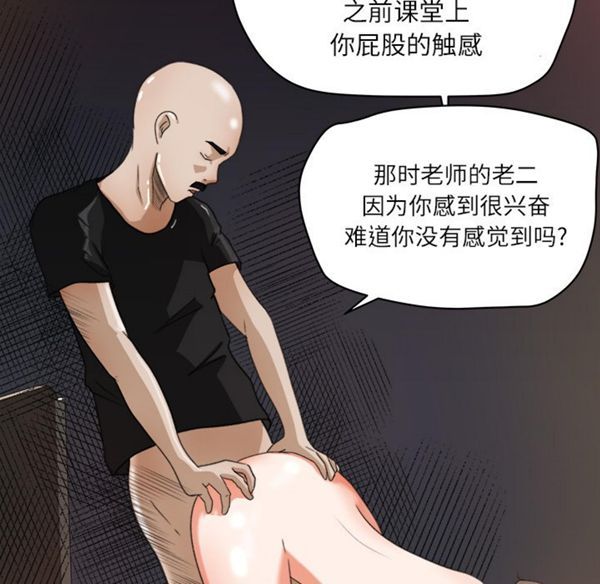 之前课堂上
你屁股的触感
那时老师的老二
因为你感到很兴奋
难道你没有感觉到吗?